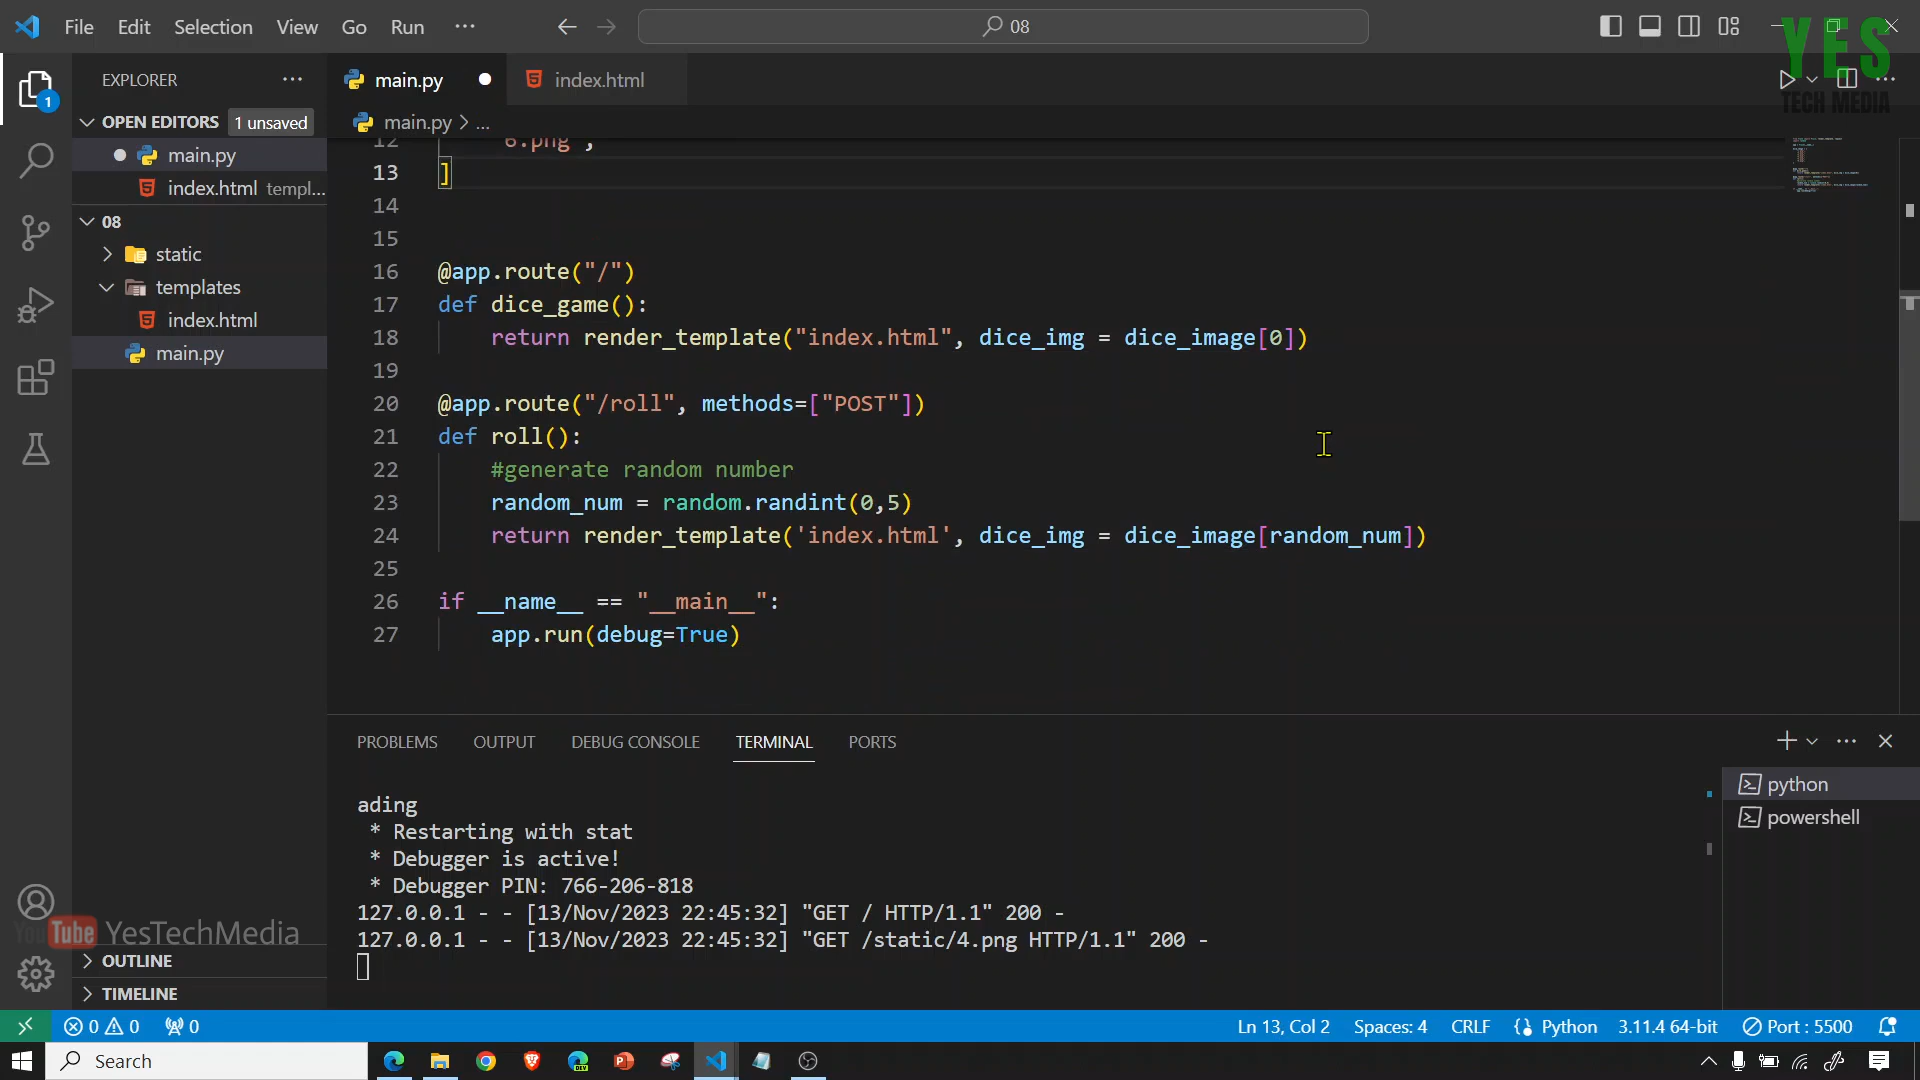 File Edit Selection View Go Run ... 08
YES
TECH MEDIA
EXPLORER ...
main.py index.html
OPEN EDITORS 1 unsaved
main.py > ...
main.py
index.html templ...
08
static
templates
index.html
main.py
12 "6.png",
13 ]
14
15
16 @app.route("/")
17 def dice_game():
18 return render_template("index.html", dice_img = dice_image[0])
19
20 @app.route("/roll", methods=["POST"])
21 def roll():
22 #generate random number
23 random_num = random.randint(0,5)
24 return render_template('index.html', dice_img = dice_image[random_num])
25
26 if __name__ == "__main__":
27 app.run(debug=True)
PROBLEMS OUTPUT DEBUG CONSOLE TERMINAL PORTS
python
powershell
ading
* Restarting with stat
* Debugger is active!
* Debugger PIN: 766-206-818
127.0.0.1 - - [13/Nov/2023 22:45:32] "GET / HTTP/1.1" 200 -
127.0.0.1 - - [13/Nov/2023 22:45:32] "GET /static/4.png HTTP/1.1" 200 -
YouTube YesTechMedia
OUTLINE
TIMELINE
1
0 0 0 Ln 13, Col 2 Spaces: 4 CRLF {} Python 3.11.4 64-bit Port : 5500
Search